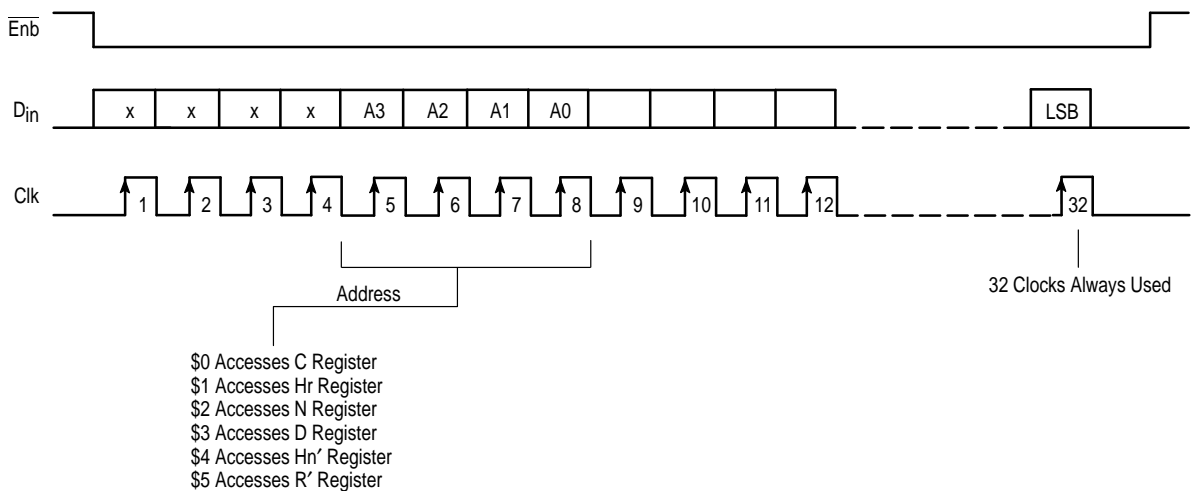 Enb
Din x x x x A3 A2 A1 A0 LSB
Clk 1 2 3 4 5 6 7 8 9 10 11 12 32
Address
32 Clocks Always Used
$0 Accesses C Register
$1 Accesses Hr Register
$2 Accesses N Register
$3 Accesses D Register
$4 Accesses Hn′ Register
$5 Accesses R′ Register